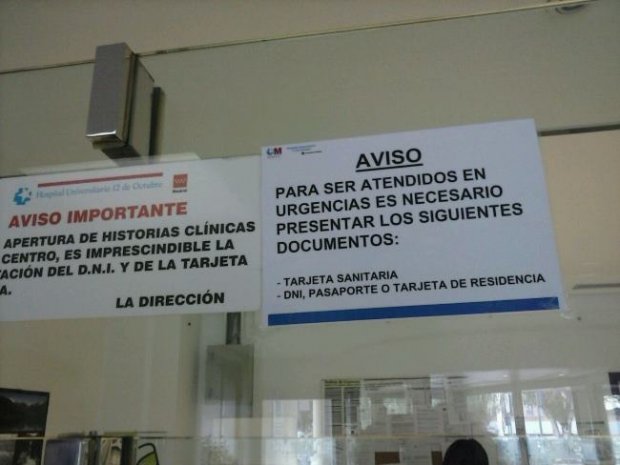 Hospital Universitario 12 de Octubre
Madrid
AVISO IMPORTANTE
APERTURA DE HISTORIAS CLÍNICAS
CENTRO, ES IMPRESCINDIBLE LA
TACIÓN DEL D.N.I. Y DE LA TARJETA
A.
LA DIRECCIÓN
AVISO
PARA SER ATENDIDOS EN
URGENCIAS ES NECESARIO
PRESENTAR LOS SIGUIENTES
DOCUMENTOS:
- TARJETA SANITARIA
- DNI, PASAPORTE O TARJETA DE RESIDENCIA